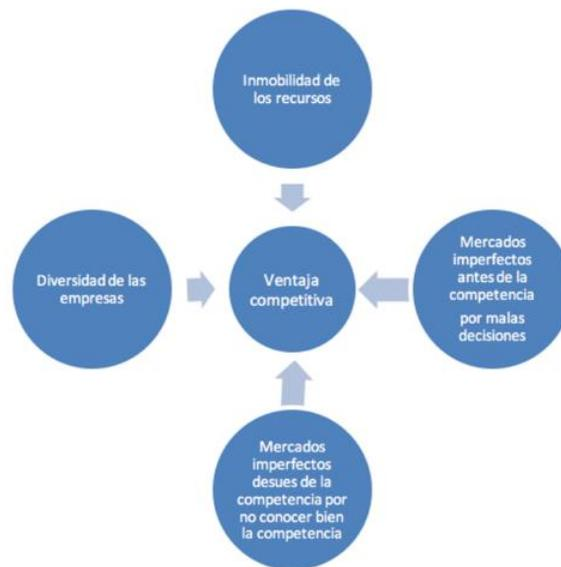 Inmobilidad de
los recursos
Diversidad de las
empresas
Ventaja
competitiva
Mercados
imperfectos
antes de la
competencia
por malas
decisiones
Mercados
imperfectos
desues de la
competencia por
no conocer bien
la competencia